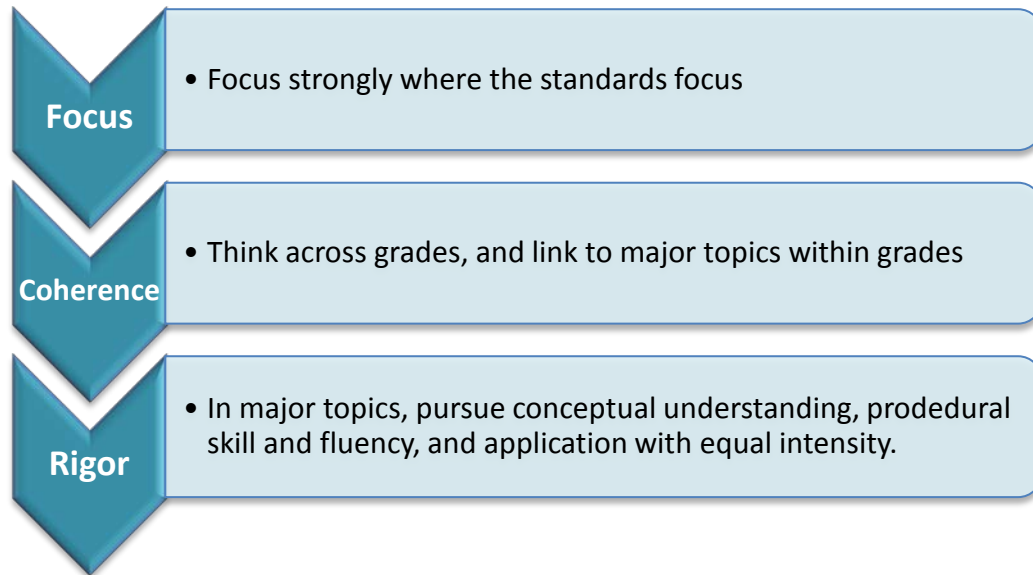 Focus
• Focus strongly where the standards focus
Coherence
• Think across grades, and link to major topics within grades
Rigor
• In major topics, pursue conceptual understanding, prodedural
skill and fluency, and application with equal intensity.